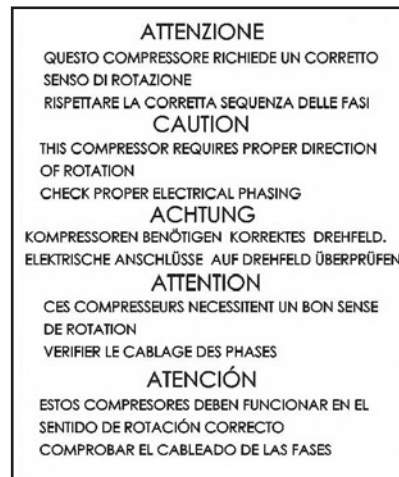 ATTENZIONE
QUESTO COMPRESSORE RICHIEDE UN CORRETTO
SENSO DI ROTAZIONE
RISPETTARE LA CORRETTA SEQUENZA DELLE FASI
CAUTION
THIS COMPRESSOR REQUIRES PROPER DIRECTION
OF ROTATION
CHECK PROPER ELECTRICAL PHASING
ACHTUNG
KOMPRESSOREN BENÖTIGEN KORREKTES DREHFELD.
ELEKTRISCHE ANSCHLÜSSE AUF DREHFELD ÜBERPRÜFEN
ATTENTION
CES COMPRESSEURS NECESSITENT UN BON SENSE
DE ROTATION
VERIFIER LE CABLAGE DES PHASES
ATENCIÓN
ESTOS COMPRESORES DEBEN FUNCIONAR EN EL
SENTIDO DE ROTACIÓN CORRECTO
COMPROBAR EL CABLEADO DE LAS FASES